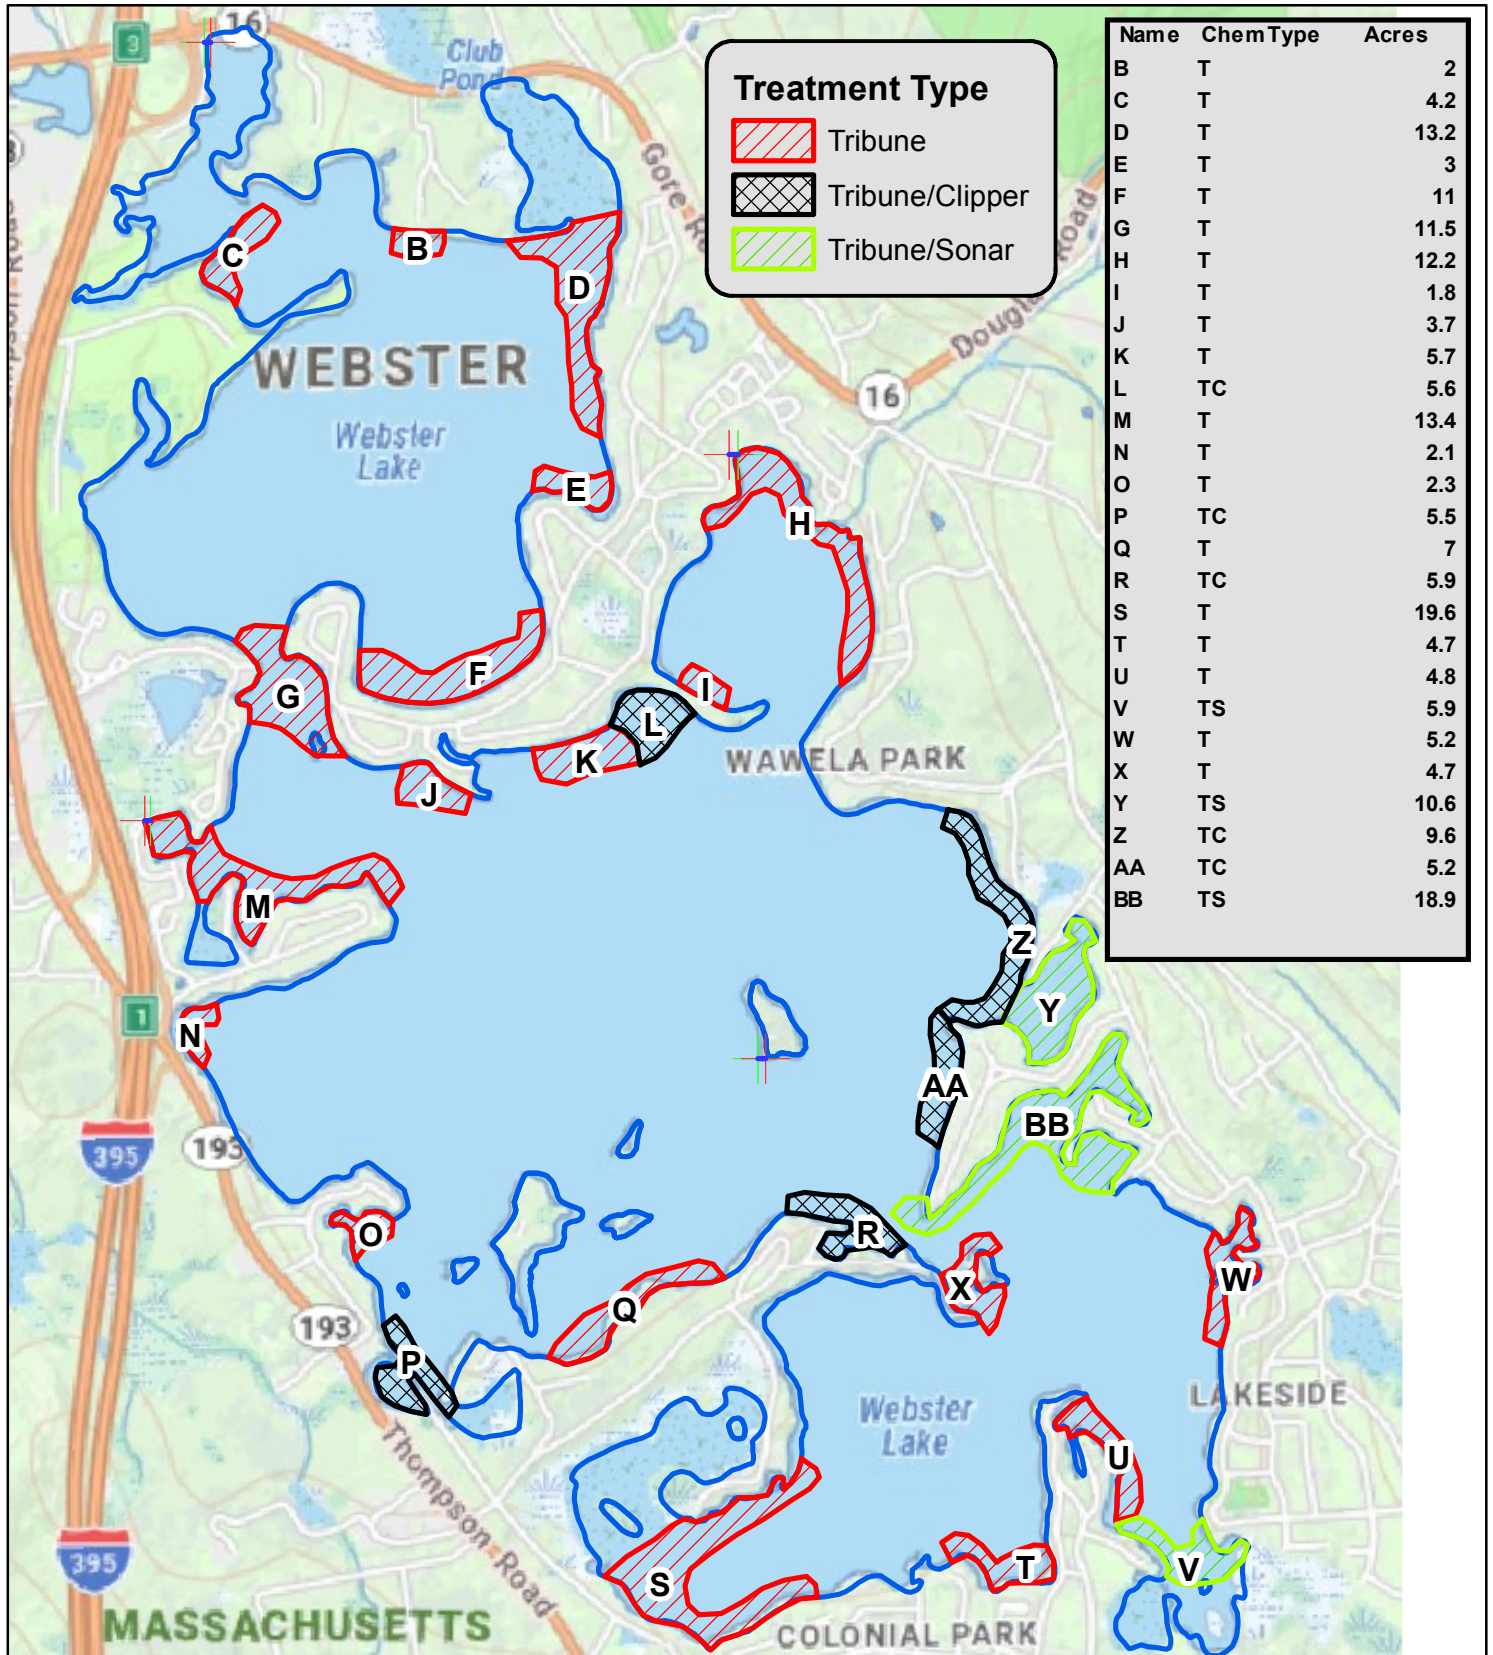 3
16
Club
Pond
Gore
Douglas Road
Treatment Type
Tribune
Tribune/Clipper
Tribune/Sonar
Name ChemType Acres
B T 2
C T 4.2
D T 13.2
E T 3
F T 11
G T 11.5
H T 12.2
I T 1.8
J T 3.7
K T 5.7
L TC 5.6
M T 13.4
N T 2.1
O T 2.3
P TC 5.5
Q T 7
R TC 5.9
S T 19.6
T T 4.7
U T 4.8
V TS 5.9
W T 5.2
X T 4.7
Y TS 10.6
Z TC 9.6
AA TC 5.2
BB TS 18.9
C
B
D
WEBSTER
Webster
Lake
16
E
H
F
I
G
L
K
J
WAWELA PARK
M
Z
N
1
Y
AA
BB
395
193
O
R
X
W
Q
193
P
Webster
Lake
LAKESIDE
U
Thompson Road
395
S
T
V
MASSACHUSETTS
COLONIAL PARK